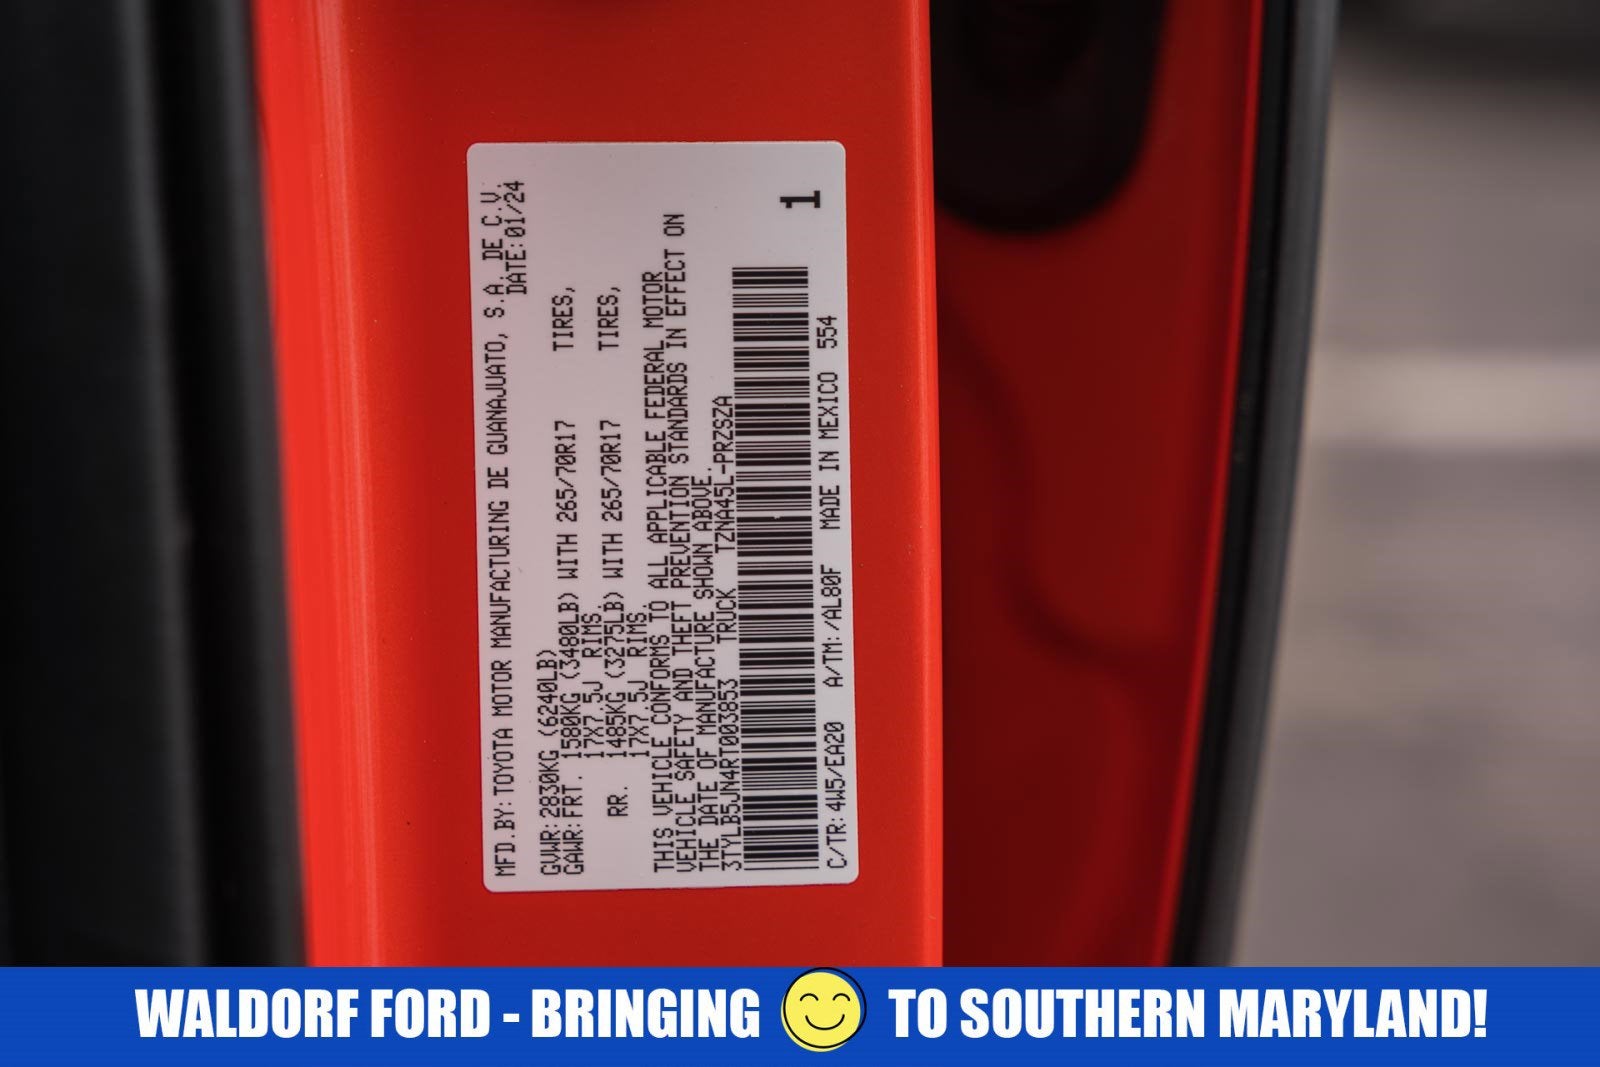 MFD.BY:TOYOTA MOTOR MANUFACTURING DE GUANAJUATO, S.A. DE C.V.
DATE:01/24
GVWR:2830KG (6240LB)
GAWR:FRT. 1580KG (3480LB) WITH 265/70R17 TIRES,
17X7.5J RIMS.
RR. 1485KG (3275LB) WITH 265/70R17 TIRES,
17X7.5J RIMS.
THIS VEHICLE CONFORMS TO ALL APPLICABLE FEDERAL MOTOR
VEHICLE SAFETY AND THEFT PREVENTION STANDARDS IN EFFECT ON
THE DATE OF MANUFACTURE SHOWN ABOVE.
3TYLB5JN4RT003853 TRUCK TZNA45L-PRZSZA
1
C/TR:4W5/EA20 A/TM:/AL80F MADE IN MEXICO 554
WALDORF FORD - BRINGING TO SOUTHERN MARYLAND!